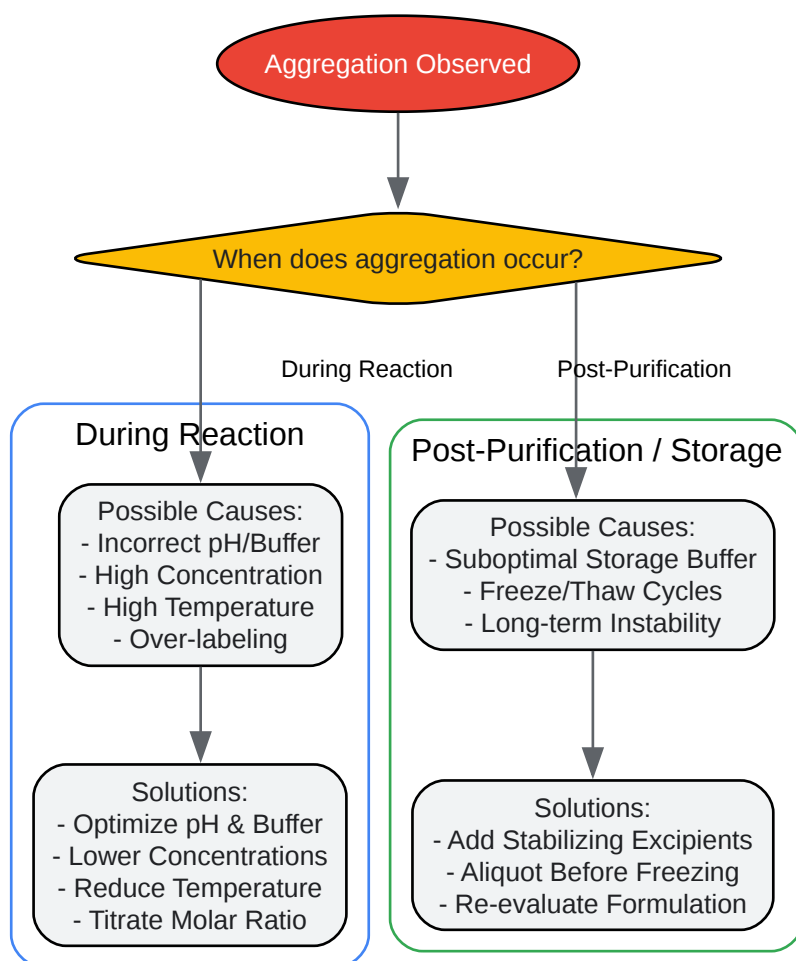 Aggregation Observed
When does aggregation occur?
During Reaction
Post-Purification
During Reaction
Possible Causes:
- Incorrect pH/Buffer
- High Concentration
- High Temperature
- Over-labeling
Solutions:
- Optimize pH & Buffer
- Lower Concentrations
- Reduce Temperature
- Titrate Molar Ratio
Post-Purification / Storage
Possible Causes:
- Suboptimal Storage Buffer
- Freeze/Thaw Cycles
- Long-term Instability
Solutions:
- Add Stabilizing Excipients
- Aliquot Before Freezing
- Re-evaluate Formulation